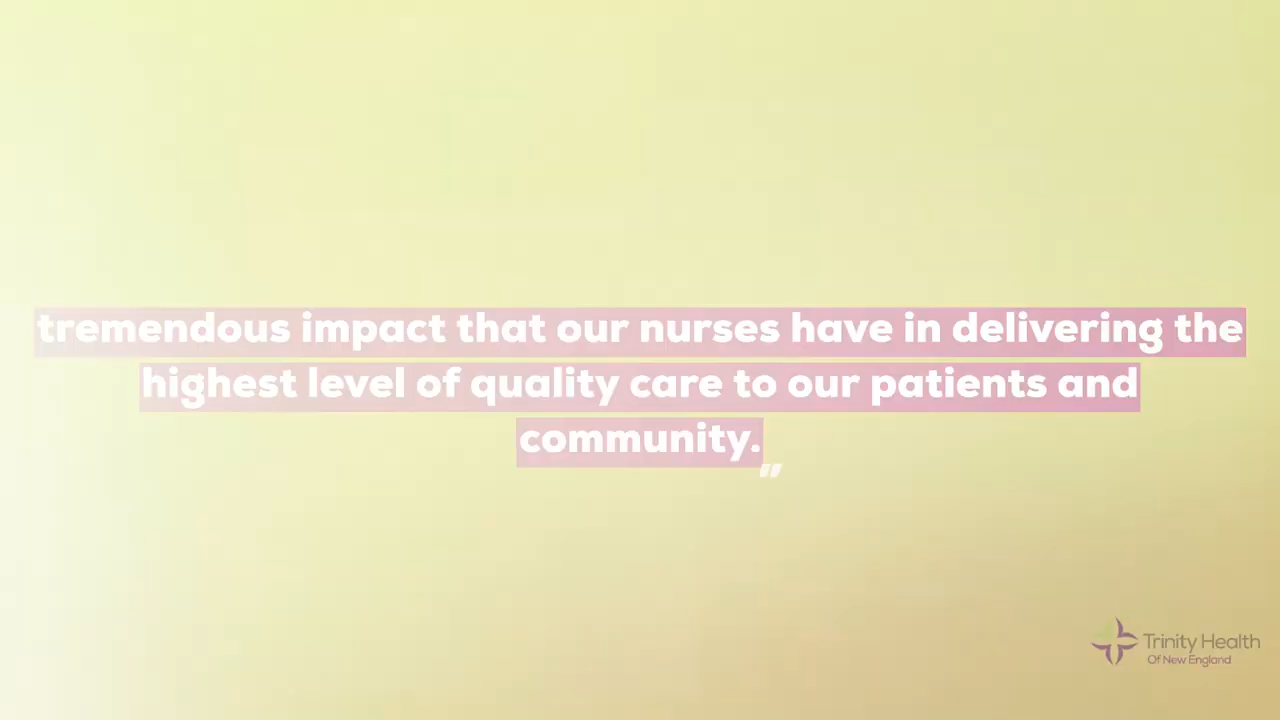 tremendous impact that our nurses have in delivering the
highest level of quality care to our patients and
community.
”
Trinity Health
Of New England